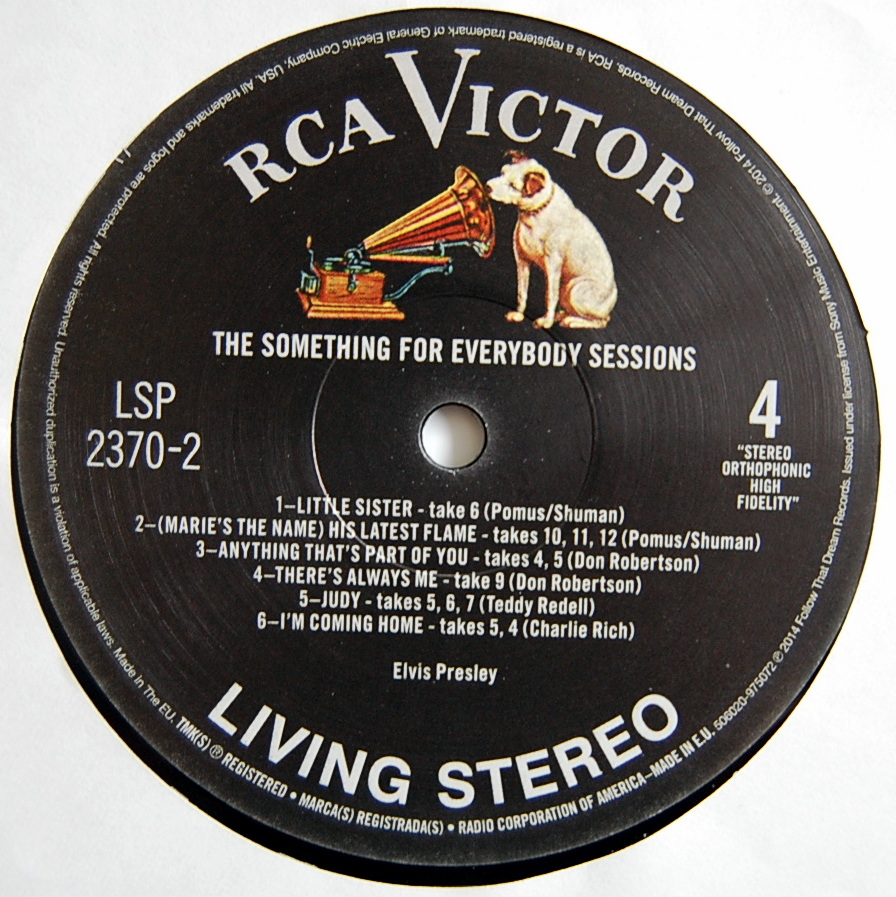 RCA VICTOR
THE SOMETHING FOR EVERYBODY SESSIONS
LSP
2370-2
4
"STEREO
ORTHOPHONIC
HIGH
FIDELITY"
1–LITTLE SISTER - take 6 (Pomus/Shuman)
2–(MARIE'S THE NAME) HIS LATEST FLAME - takes 10, 11, 12 (Pomus/Shuman)
3–ANYTHING THAT'S PART OF YOU - takes 4, 5 (Don Robertson)
4–THERE'S ALWAYS ME - take 9 (Don Robertson)
5–JUDY - takes 5, 6, 7 (Teddy Redell)
6–I'M COMING HOME - takes 5, 4 (Charlie Rich)
Elvis Presley
LIVING STEREO
TMK(S) ® REGISTERED • MARCA(S) REGISTRADA(S) • RADIO CORPORATION OF AMERICA–MADE IN E.U.
506020-975072 ℗ 2014 Follow That Dream Records. Issued under license from Sony Music Entertainment. © 2014 Follow That Dream Records. RCA is a registered trademark of General Electric Company, USA. All trademarks and logos are protected. All rights reserved. Unauthorized duplication is a violation of applicable laws. Made in The EU.